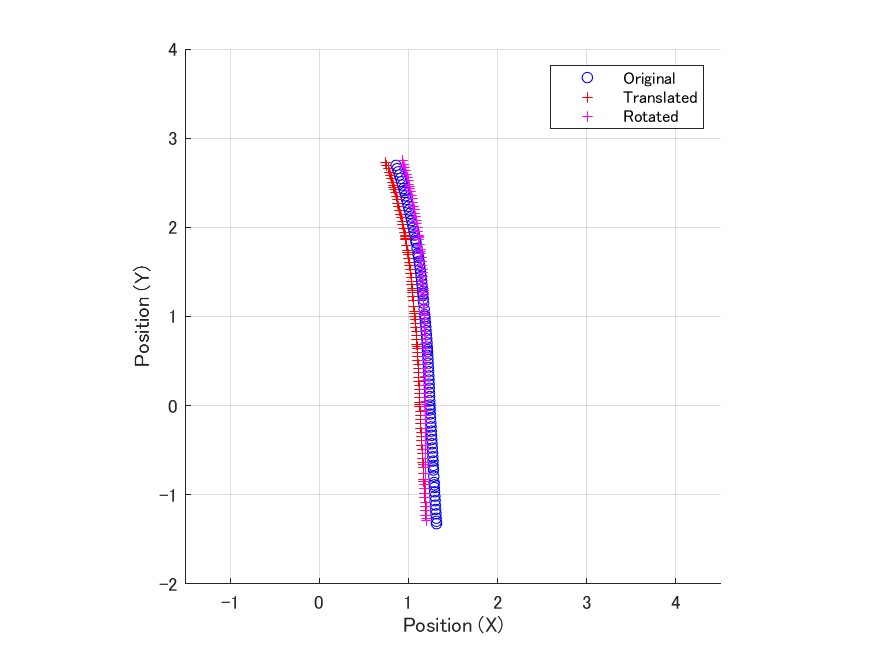 4
3
2
1
0
−1
−2
−1
0
1
2
3
4
Position (X)
Position (Y)
Original
Translated
Rotated